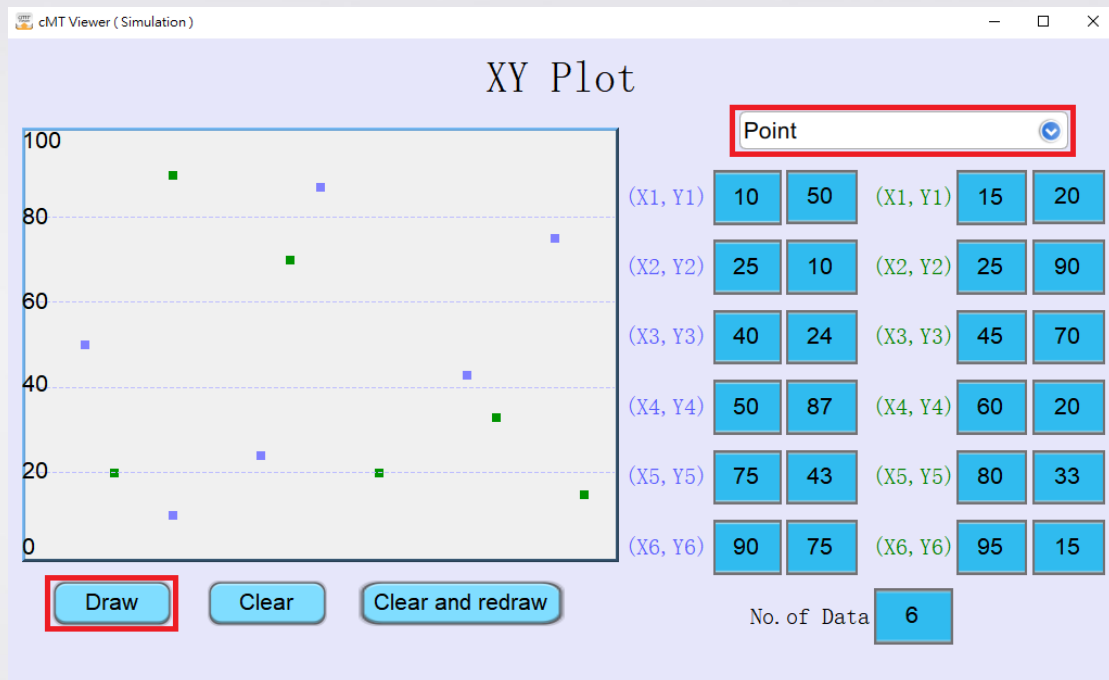 cMT Viewer ( Simulation )
XY Plot
Point
100
80
60
40
20
0
(X1, Y1) 10 50 (X1, Y1) 15 20
(X2, Y2) 25 10 (X2, Y2) 25 90
(X3, Y3) 40 24 (X3, Y3) 45 70
(X4, Y4) 50 87 (X4, Y4) 60 20
(X5, Y5) 75 43 (X5, Y5) 80 33
(X6, Y6) 90 75 (X6, Y6) 95 15
Draw Clear Clear and redraw
No. of Data 6